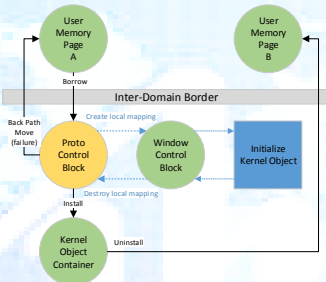 User
Memory
Page
A
User
Memory
Page
B
Borrow
Inter-Domain Border
Back Path
Move
(failure)
Create local mapping
Proto
Control
Block
Window
Control
Block
Initialize
Kernel Object
Destroy local mapping
Install
Kernel
Object
Container
Uninstall